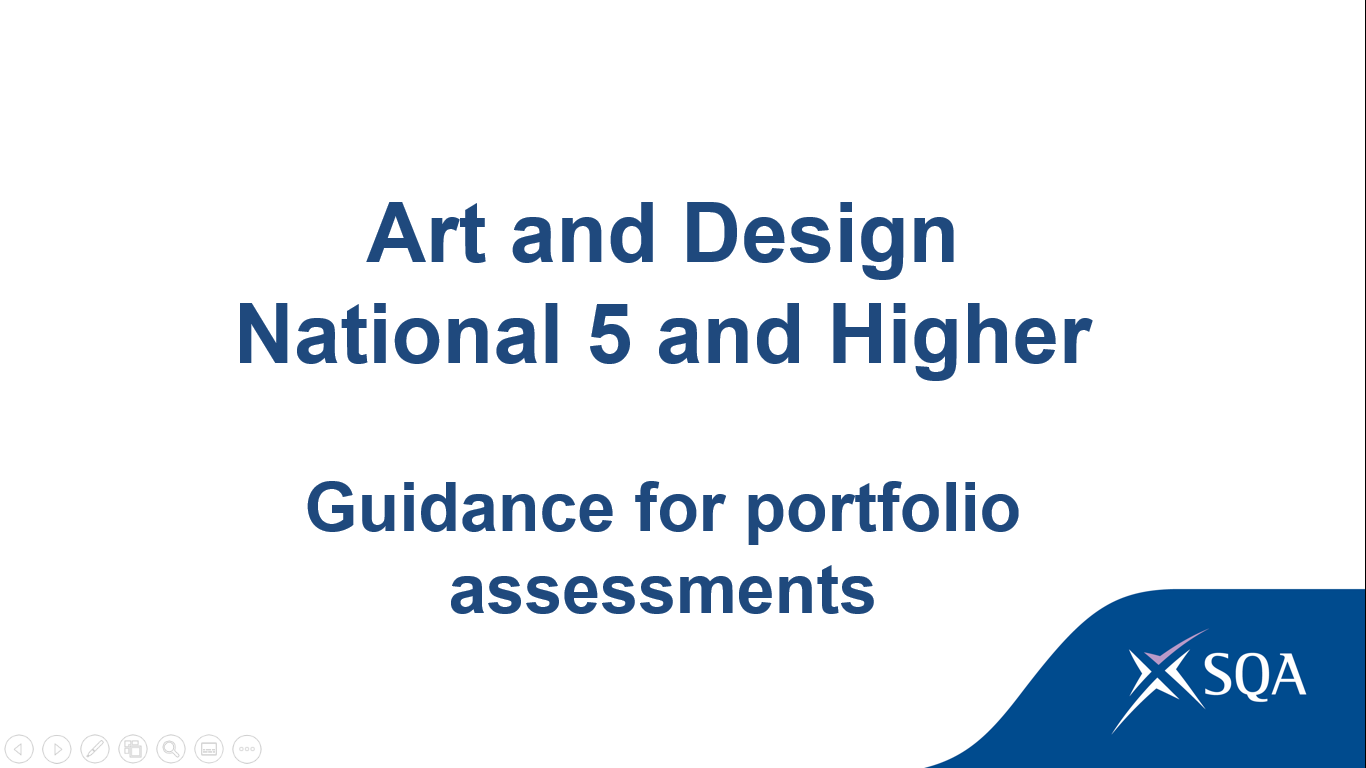 Art and Design
National 5 and Higher
Guidance for portfolio
assessments
SQA